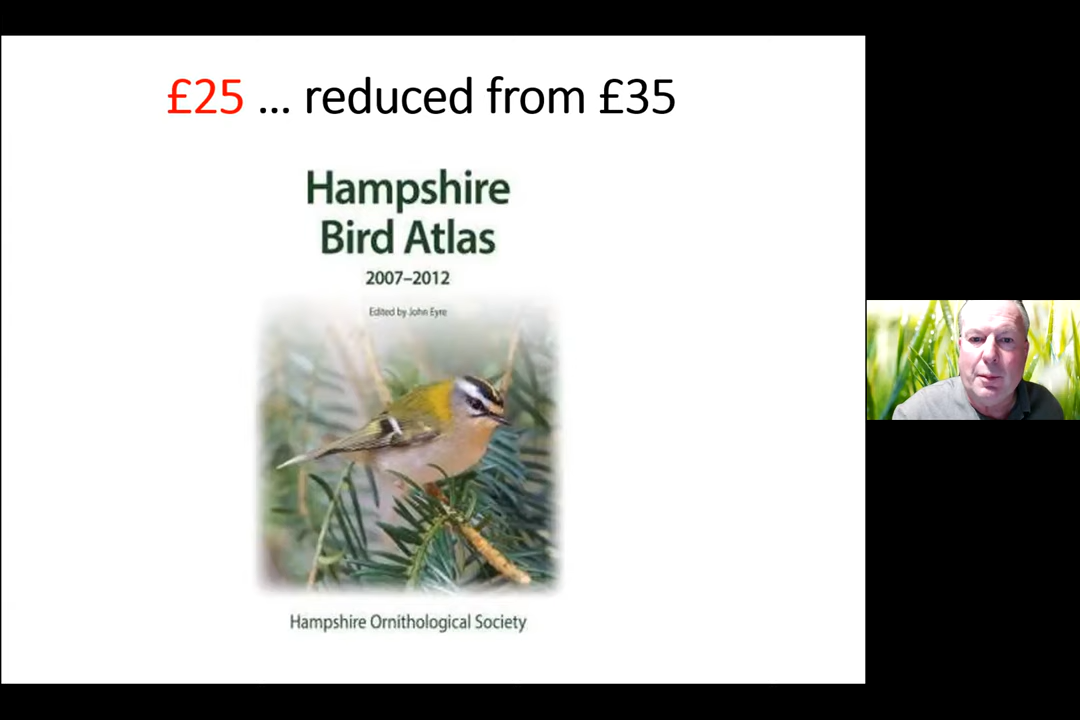 £25 ... reduced from £35
Hampshire
Bird Atlas
2007–2012
Edited by John Eyre
Hampshire Ornithological Society